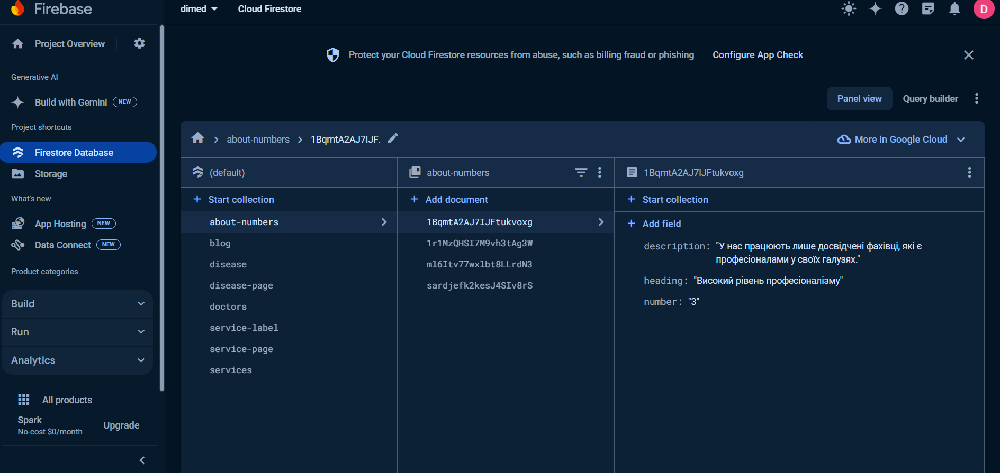 Firebase
dimed
Cloud Firestore
D
Project Overview
Generative AI
Build with Gemini NEW
Project shortcuts
Firestore Database
Storage
What's new
App Hosting NEW
Data Connect NEW
Product categories
Build
Run
Analytics
All products
Spark
No-cost $0/month
Upgrade
Protect your Cloud Firestore resources from abuse, such as billing fraud or phishing Configure App Check
Panel view
Query builder
about-numbers
1BqmtA2AJ7IJF.
More in Google Cloud
(default)
Start collection
about-numbers
blog
disease
disease-page
doctors
service-label
service-page
services
about-numbers
Add document
1BqmtA2AJ7IJFtukvoxg
1r1MzQHSI7M9vh3tAg3W
ml6Itv77wxlbt8LLrdN3
sardjefk2kesJ4SIv8rS
1BqmtA2AJ7IJFtukvoxg
Start collection
Add field
description: "У нас працюють лише досвідчені фахівці, які є
професіоналами у своїх галузях."
heading: "Високий рівень професіоналізму"
number: "3"